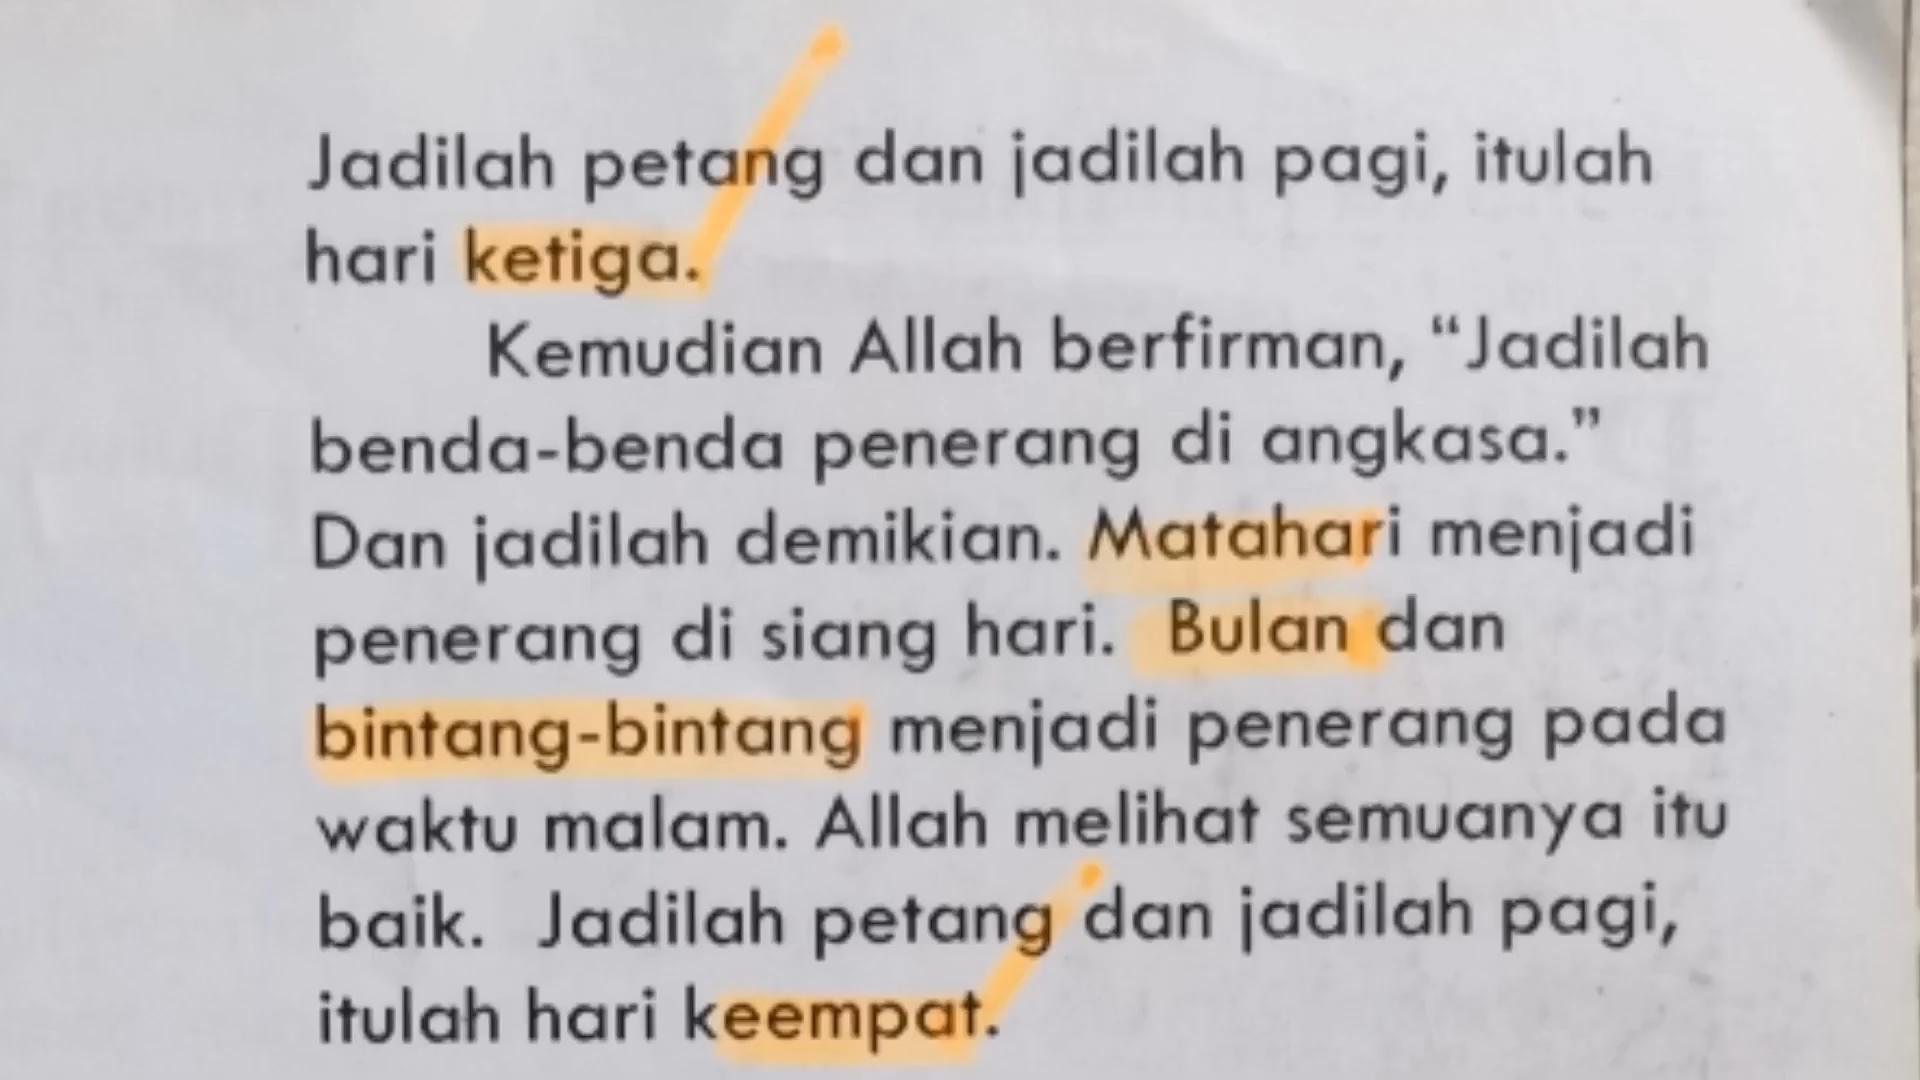 Jadilah petang dan jadilah pagi, itulah
hari ketiga.
Kemudian Allah berfirman, “Jadilah
benda-benda penerang di angkasa.”
Dan jadilah demikian. Matahari menjadi
penerang di siang hari. Bulan dan
bintang-bintang menjadi penerang pada
waktu malam. Allah melihat semuanya itu
baik. Jadilah petang dan jadilah pagi,
itulah hari keempat.